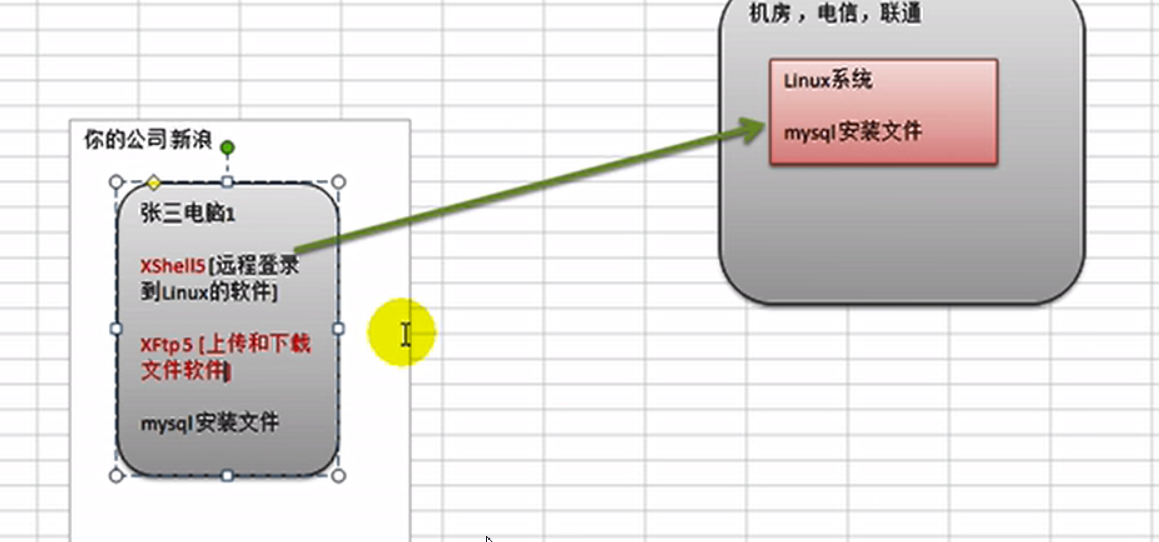 机房，电信，联通
Linux系统
mysql安装文件
你的公司新浪
张三电脑1
XShell5[远程登录
到Linux的软件]
XFtp5 [上传和下载
文件软件]
mysql安装文件